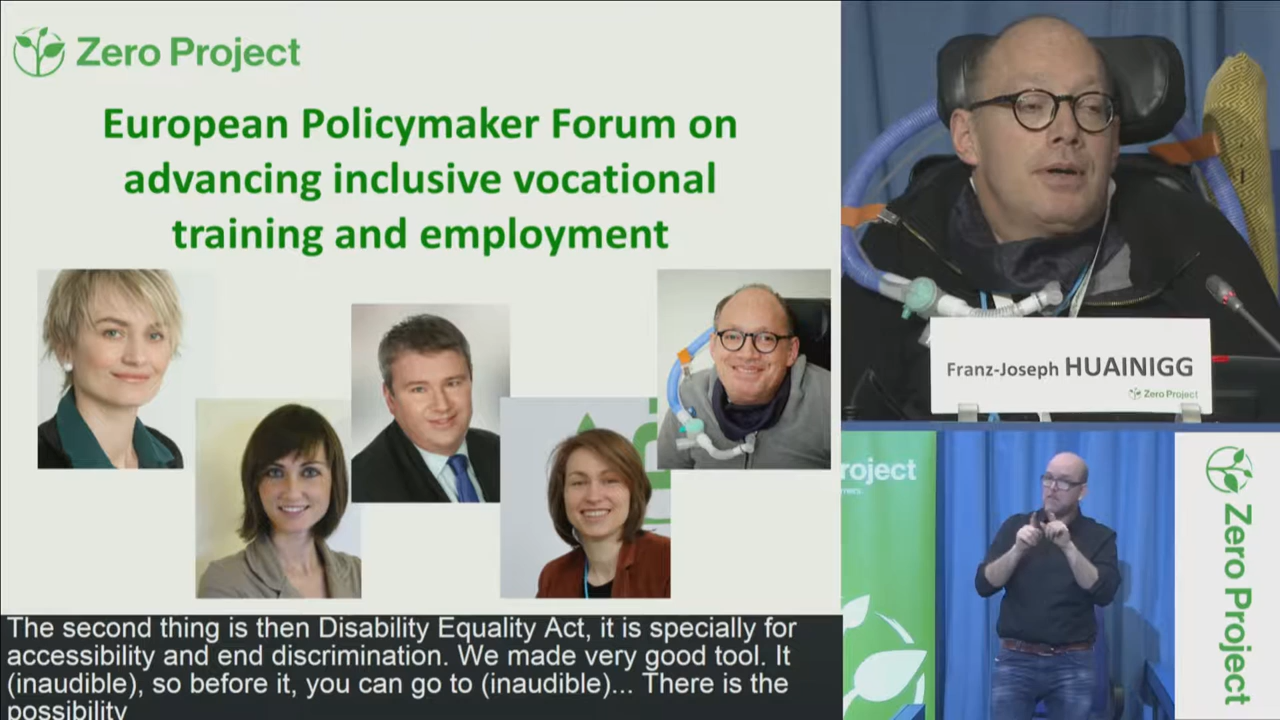 Zero Project
European Policymaker Forum on
advancing inclusive vocational
training and employment
The second thing is then Disability Equality Act, it is specially for
accessibility and end discrimination. We made very good tool. It
(inaudible), so before it, you can go to (inaudible)... There is the
possibility
Franz-Joseph HUAINIGG
Zero Project
roject
Zero Project